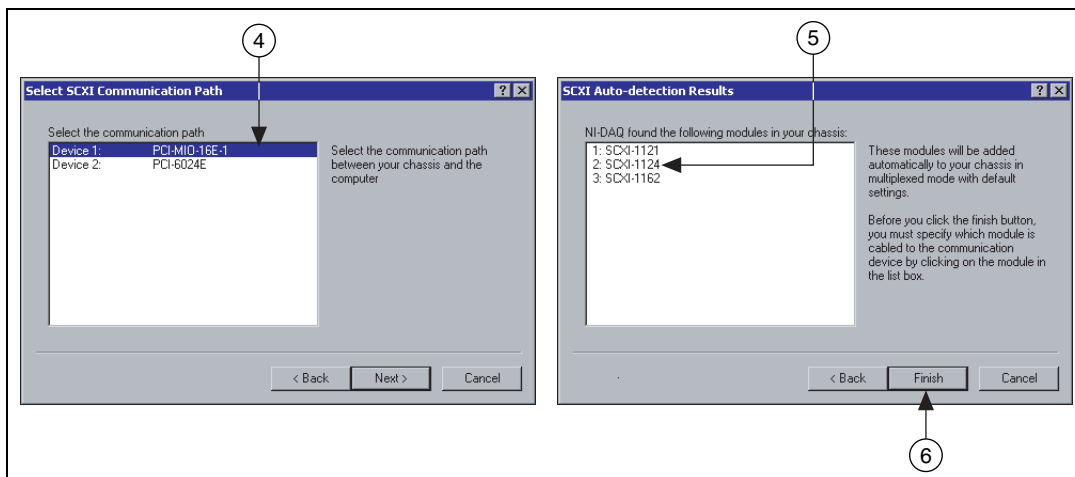 4
5
Select SCXI Communication Path
Select the communication path
Device 1: PCI-MIO-16E-1
Device 2: PCI-6024E
Select the communication path
between your chassis and the
computer
< Back Next > Cancel
SCXI Auto-detection Results
NI-DAQ found the following modules in your chassis:
1: SCXI-1121
2: SCXI-1124
3: SCXI-1162
These modules will be added
automatically to your chassis in
multiplexed mode with default
settings.
Before you click the finish button,
you must specify which module is
cabled to the communication
device by clicking on the module in
the list box.
< Back Finish Cancel
6